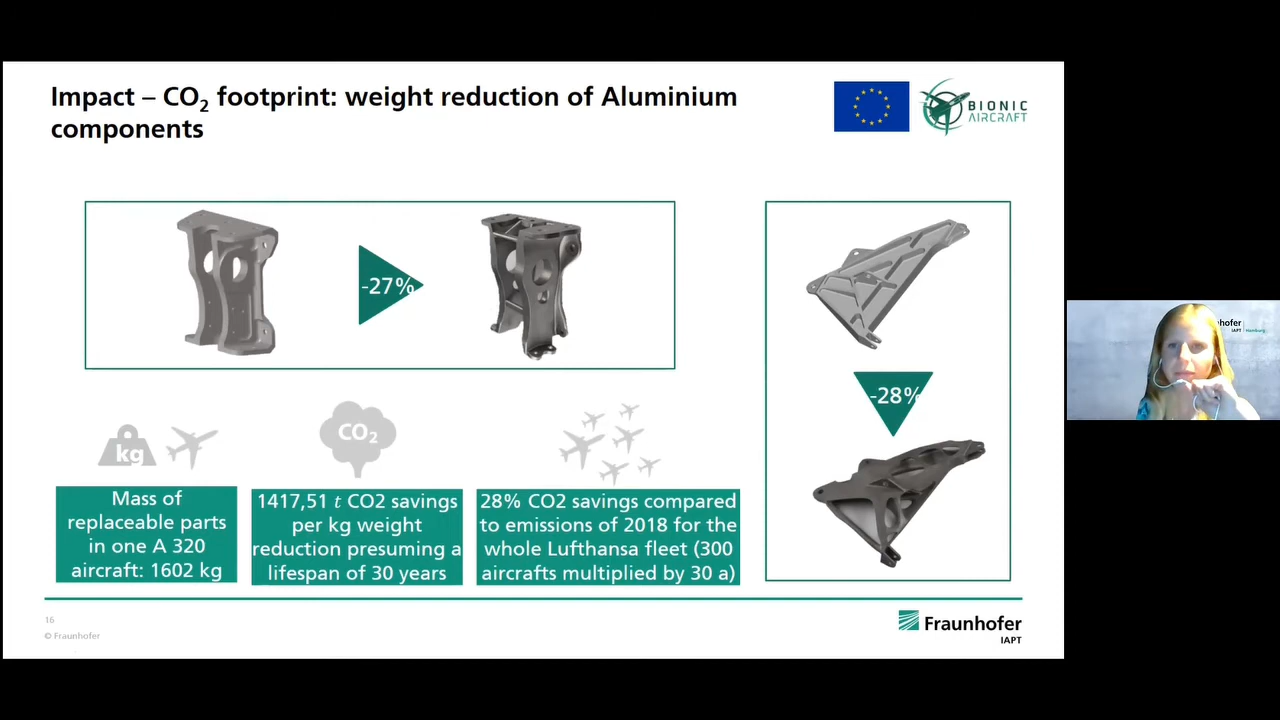 Impact – CO2 footprint: weight reduction of Aluminium
components
BIONIC
AIRCRAFT
-27%
-28%
kg
CO2
Mass of
replaceable parts
in one A 320
aircraft: 1602 kg
1417,51 t CO2 savings
per kg weight
reduction presuming a
lifespan of 30 years
28% CO2 savings compared
to emissions of 2018 for the
whole Lufthansa fleet (300
aircrafts multiplied by 30 a)
16
© Fraunhofer
Fraunhofer
IAPT
nhofer
IAPT Hamburg